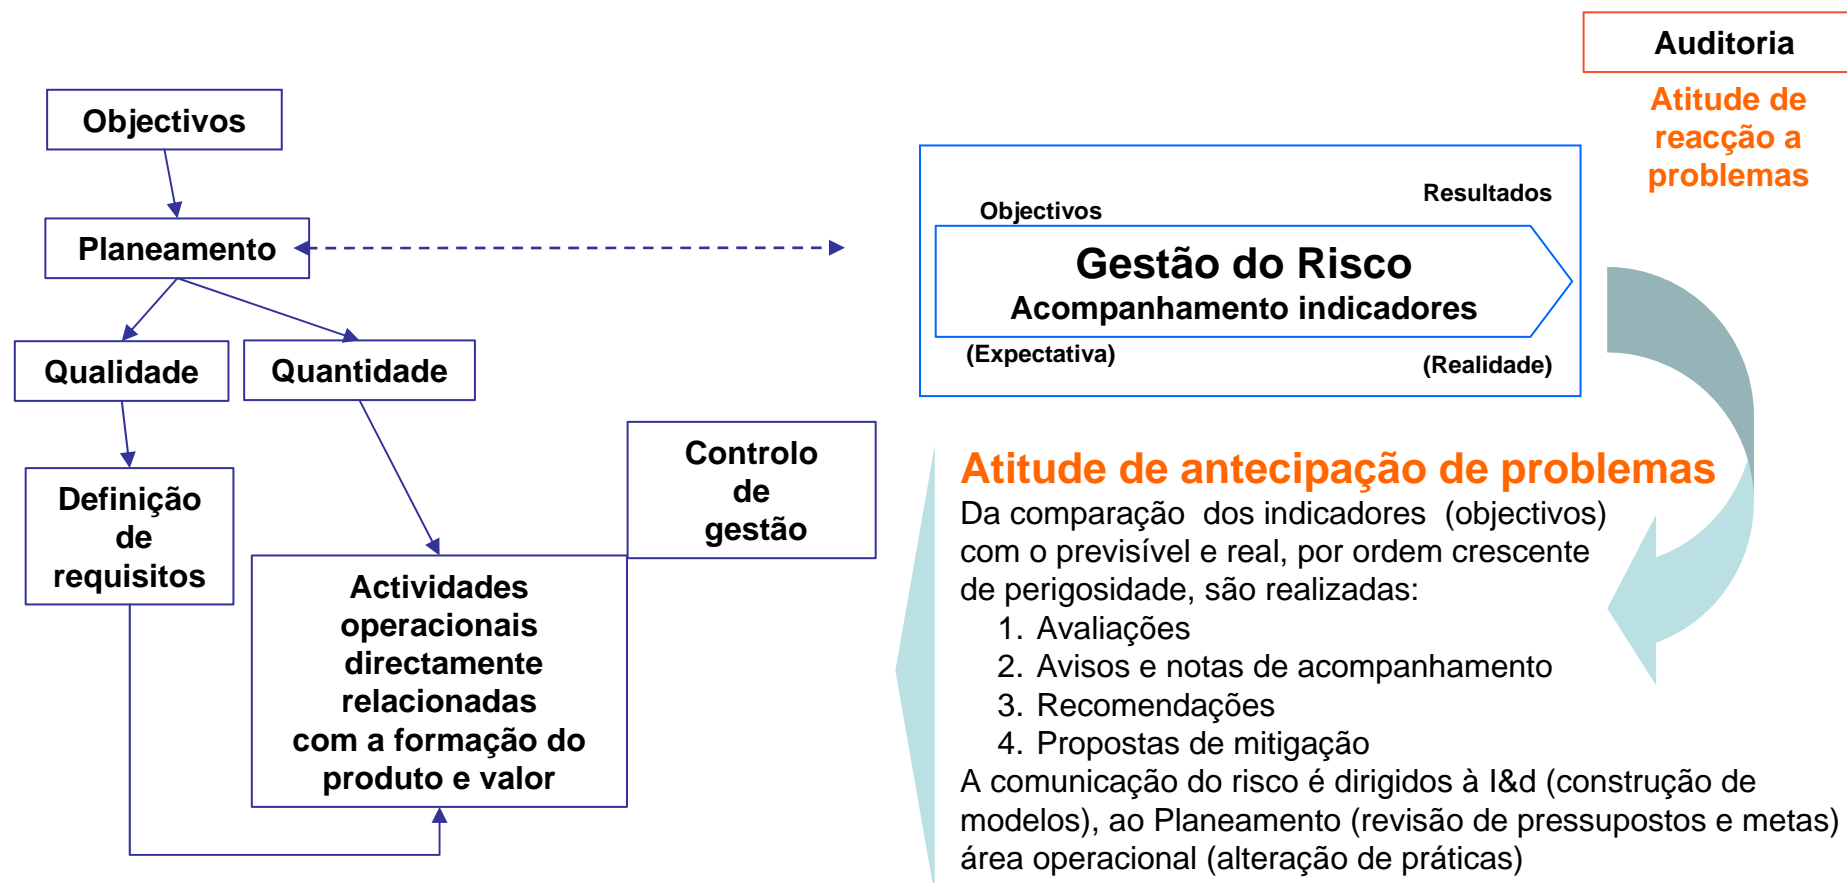 Auditoria
Atitude de
reacção a
problemas
Objectivos
Planeamento
Qualidade
Quantidade
Definição
de
requisitos
Controlo
de
gestão
Actividades
operacionais
directamente
relacionadas
com a formação do
produto e valor
Objectivos
Resultados
Gestão do Risco
Acompanhamento indicadores
(Expectativa)
(Realidade)
Atitude de antecipação de problemas
Da comparação dos indicadores (objectivos)
com o previsível e real, por ordem crescente
de perigosidade, são realizadas:
1. Avaliações
2. Avisos e notas de acompanhamento
3. Recomendações
4. Propostas de mitigação
A comunicação do risco é dirigidos à I&d (construção de
modelos), ao Planeamento (revisão de pressupostos e metas)
área operacional (alteração de práticas)